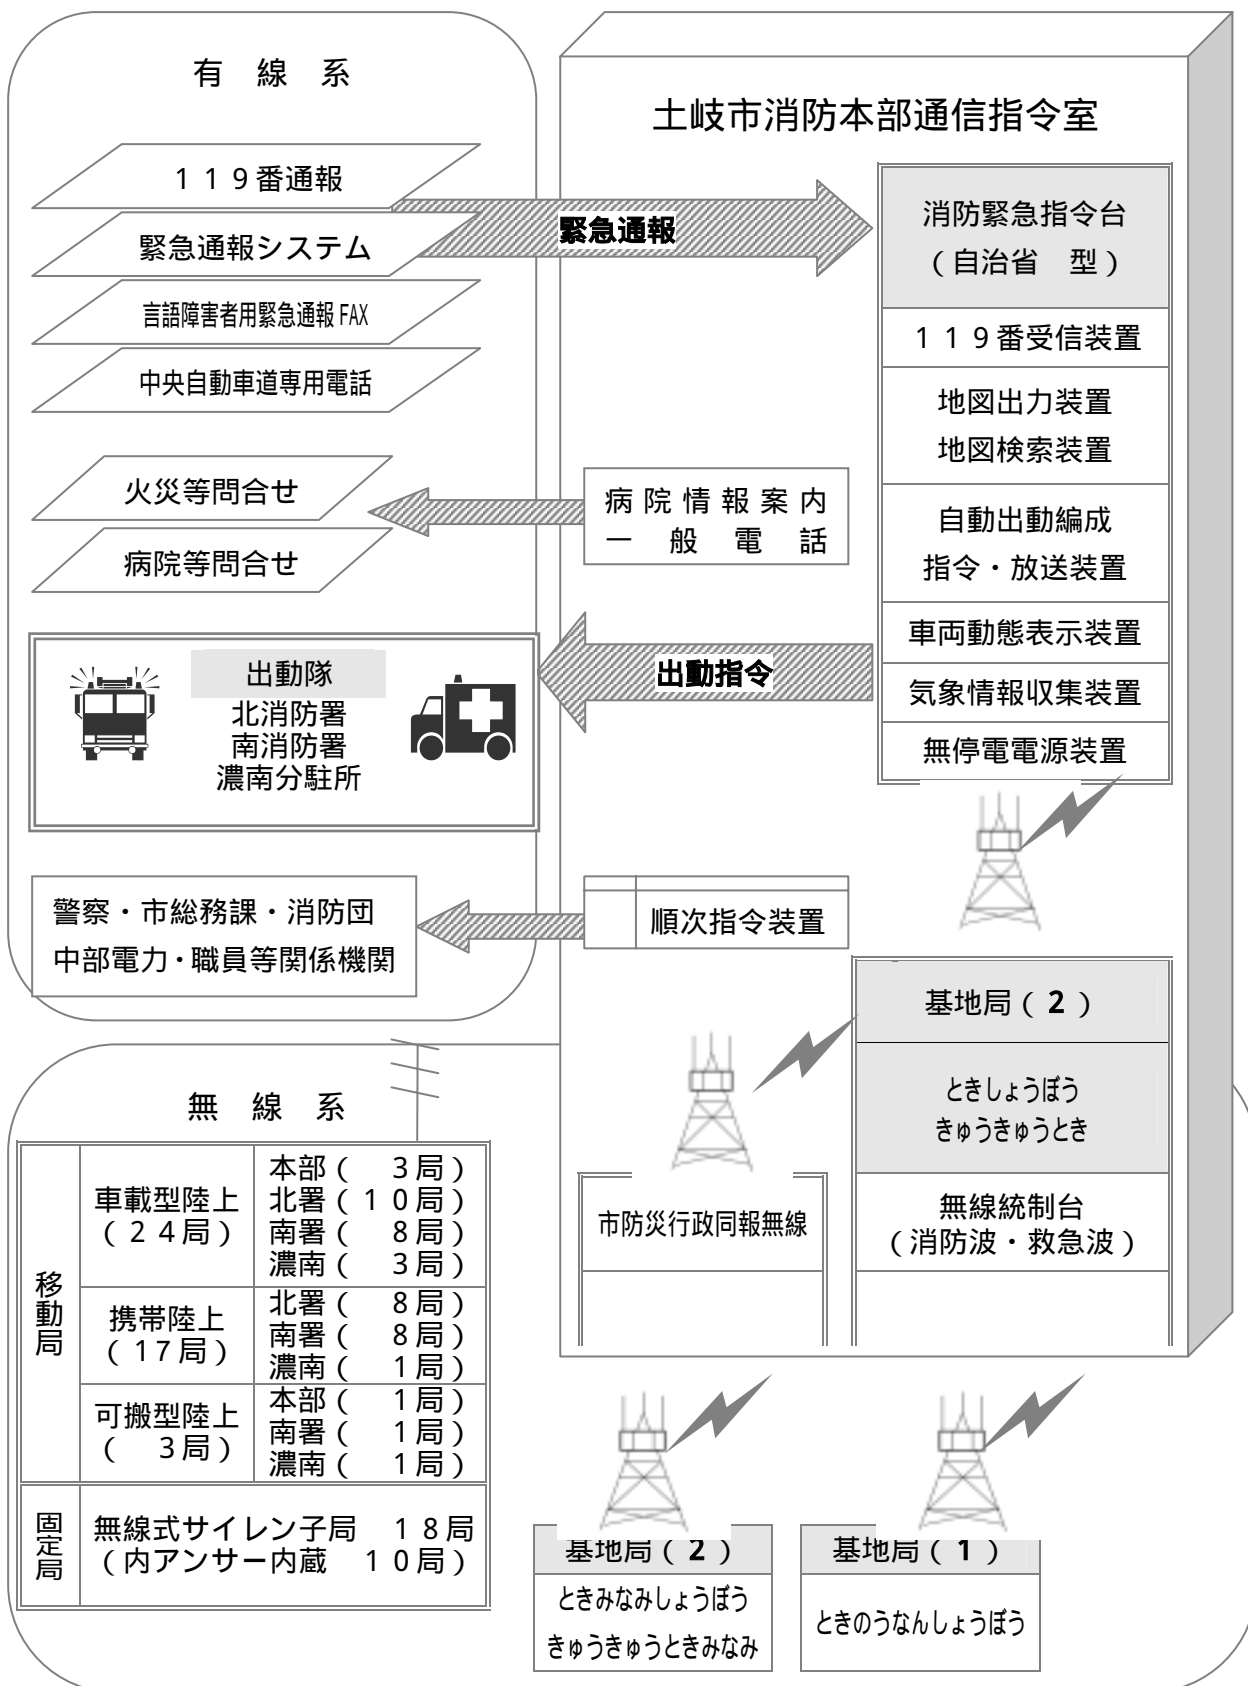 有　線　系
１１９番通報
緊急通報システム
言語障害者用緊急通報FAX
中央自動車道専用電話
火災等問合せ
病院等問合せ
緊急通報
土岐市消防本部通信指令室
消防緊急指令台
（自治省　型）
１１９番受信装置
地図出力装置
地図検索装置
自動出動編成
指令・放送装置
車両動態表示装置
気象情報収集装置
無停電電源装置
病院情報案内
一般電話
出動指令
出動隊
北消防署
南消防署
濃南分駐所
警察・市総務課・消防団
中部電力・職員等関係機関
順次指令装置
基地局（２）
ときしょうぼう
きゅうきゅうとき
無線統制台
（消防波・救急波）
市防災行政同報無線
無　線　系
移動局
車載型陸上
（２４局）
本部（　３局）
北署（１０局）
南署（　８局）
濃南（　３局）
携帯陸上
（１７局）
北署（　８局）
南署（　８局）
濃南（　１局）
可搬型陸上
（　３局）
本部（　１局）
南署（　１局）
濃南（　１局）
固定局
無線式サイレン子局　１８局
（内アンサー内蔵　１０局）
基地局（２）
ときみなみしょうぼう
きゅうきゅうときみなみ
基地局（１）
ときのうなんしょうぼう